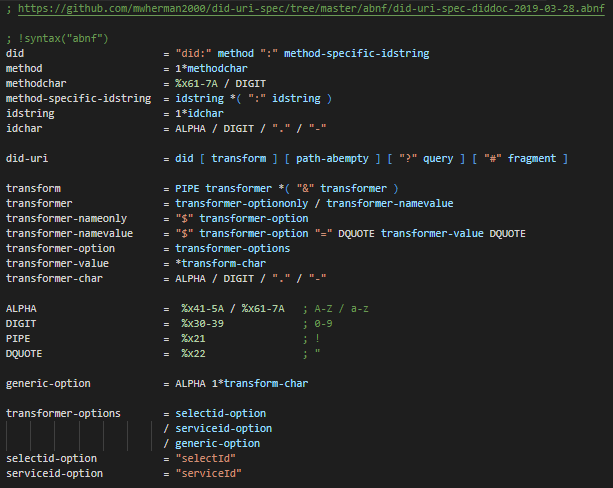 ; https://github.com/mwherman2000/did-uri-spec/tree/master/abnf/did-uri-spec-diddoc-2019-03-28.abnf
; !syntax("abnf")
did = "did:" method ":" method-specific-idstring
method = 1*methodchar
methodchar = %x61-7A / DIGIT
method-specific-idstring = idstring *( ":" idstring )
idstring = 1*idchar
idchar = ALPHA / DIGIT / "." / "-"
did-uri = did [ transform ] [ path-abempty ] [ "?" query ] [ "#" fragment ]
transform = PIPE transformer *( "&" transformer )
transformer = transformer-optiononly / transformer-namevalue
transformer-nameonly = "$" transformer-option
transformer-namevalue = "$" transformer-option "=" DQUOTE transformer-value DQUOTE
transformer-option = transformer-options
transformer-value = *transform-char
transformer-char = ALPHA / DIGIT / "." / "-"
ALPHA = %x41-5A / %x61-7A ; A-Z / a-z
DIGIT = %x30-39 ; 0-9
PIPE = %x21 ; !
DQUOTE = %x22 ; "
generic-option = ALPHA 1*transform-char
transformer-options = selectid-option
/ serviceid-option
/ generic-option
selectid-option = "selectId"
serviceid-option = "serviceId"